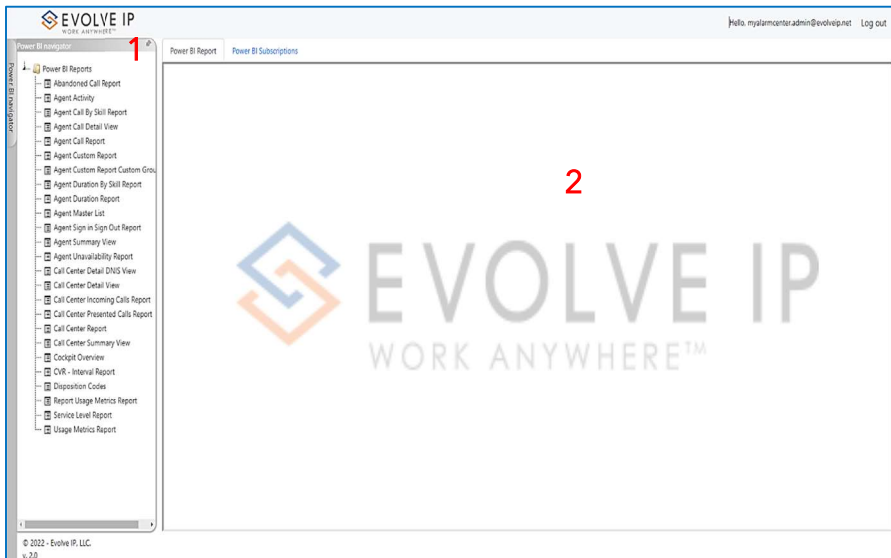 EVOLVE IP
WORK ANYWHERE™
Hello, myalarmcenter.admin@evolveip.net Log out
Power BI navigator
1
Power BI navigator
Power BI Report Power BI Subscriptions
Power BI Reports
Abandoned Call Report
Agent Activity
Agent Call By Skill Report
Agent Call Detail View
Agent Call Report
Agent Custom Report
Agent Custom Report Custom Grou
Agent Duration By Skill Report
Agent Duration Report
Agent Master List
Agent Sign in Sign Out Report
Agent Summary View
Agent Unavailability Report
Call Center Detail DNIS View
Call Center Detail View
Call Center Incoming Calls Report
Call Center Presented Calls Report
Call Center Report
Call Center Summary View
Cockpit Overview
CVR - Interval Report
Disposition Codes
Report Usage Metrics Report
Service Level Report
Usage Metrics Report
2
EVOLVE IP
WORK ANYWHERE™
© 2022 - Evolve IP, LLC.
v. 2.0